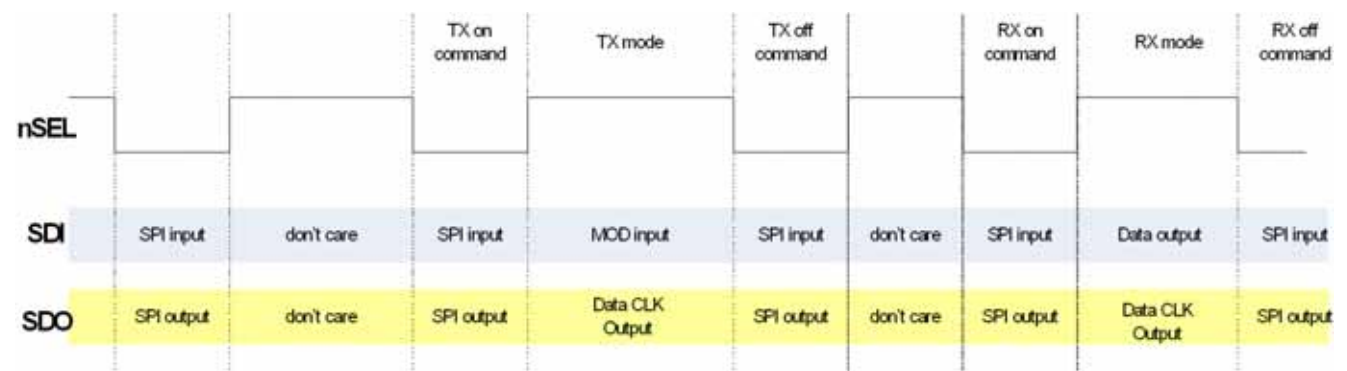 TX on
command
TX mode
TX off
command
RX on
command
RX mode
RX off
command
nSEL
SDI
SPI input
don't care
SPI input
MOD input
SPI input
don't care
SPI input
Data output
SPI input
SDO
SPI output
don't care
SPI output
Data CLK
Output
SPI output
don't care
SPI output
Data CLK
Output
SPI output